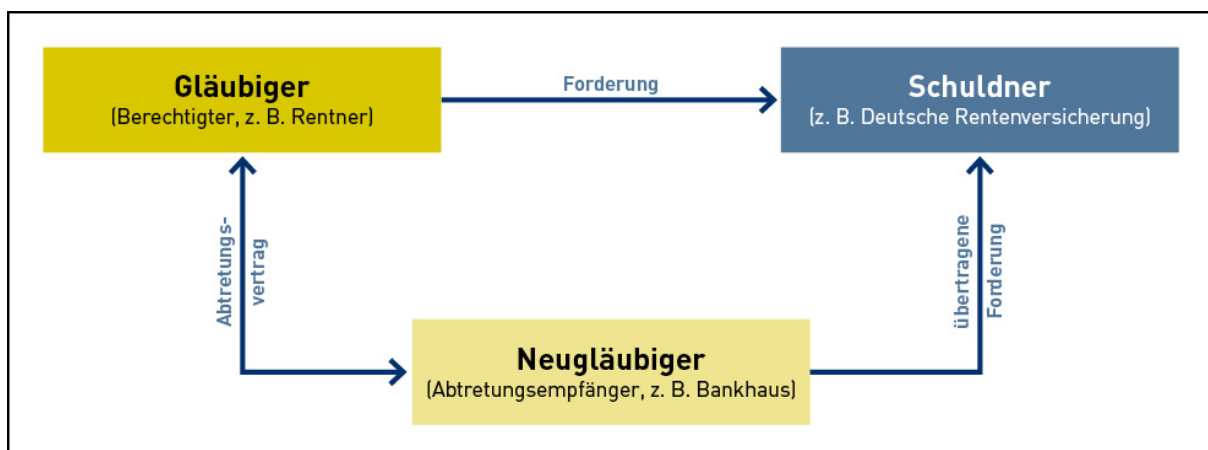 Gläubiger
(Berechtigter, z. B. Rentner)
Forderung
Schuldner
(z. B. Deutsche Rentenversicherung)
Abtretungs-
vertrag
übertragene
Forderung
Neugläubiger
(Abtretungsempfänger, z. B. Bankhaus)